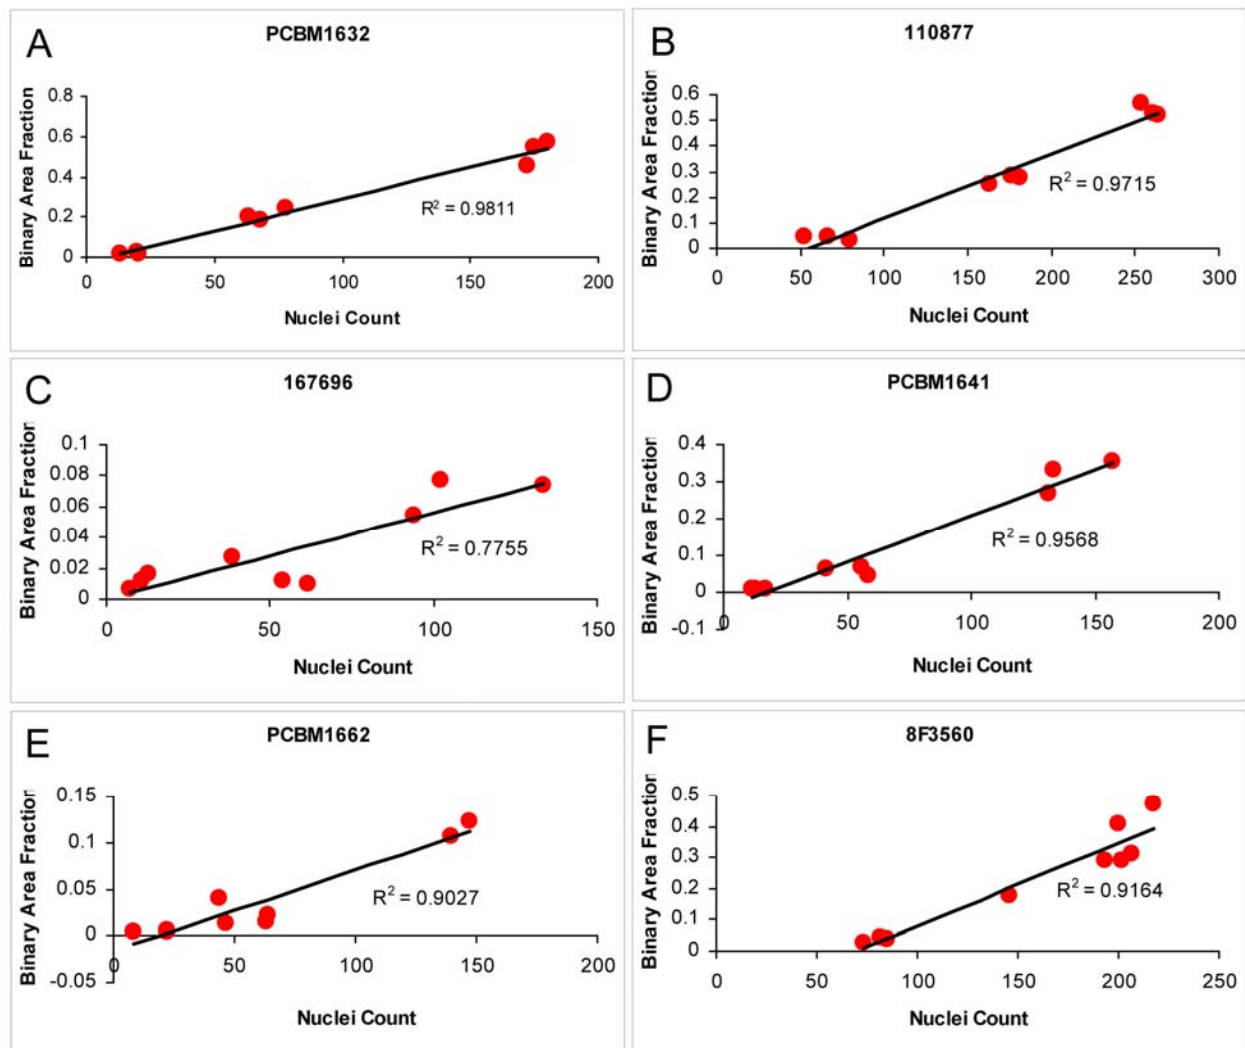 A
PCBM1632
Binary Area Fraction
0.8
0.6
0.4
0.2
0
R² = 0.9811
0 50 100 150 200
Nuclei Count
B
110877
Binary Area Fraction
0.6
0.5
0.4
0.3
0.2
0.1
0
R² = 0.9715
0 50 100 150 200 250 300
Nuclei Count
C
167696
Binary Area Fraction
0.1
0.08
0.06
0.04
0.02
0
R² = 0.7755
0 50 100 150
Nuclei Count
D
PCBM1641
Binary Area Fraction
0.4
0.3
0.2
0.1
0
-0.1
R² = 0.9568
0 50 100 150 200
Nuclei Count
E
PCBM1662
Binary Area Fraction
0.15
0.1
0.05
0
-0.05
R² = 0.9027
0 50 100 150 200
Nuclei Count
F
8F3560
Binary Area Fraction
0.5
0.4
0.3
0.2
0.1
0
R² = 0.9164
0 50 100 150 200 250
Nuclei Count